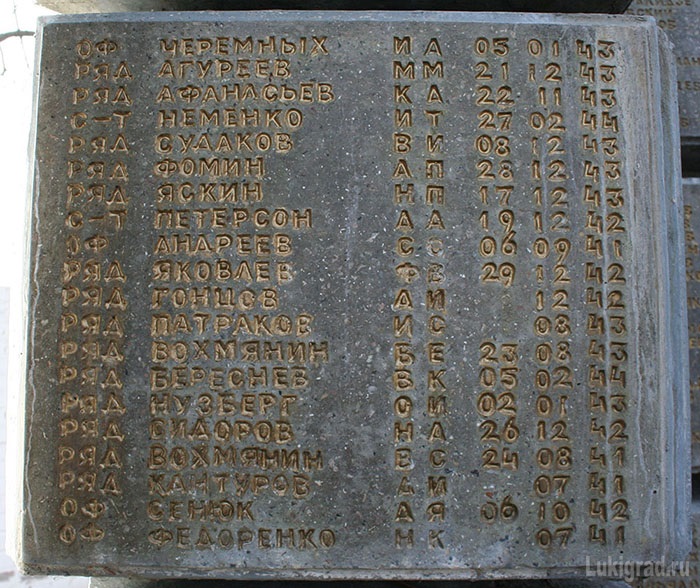 ОФ ЧЕРЕМНЫХ И А 05 01 43
РЯД АГУРЕЕВ М М 21 12 43
РЯД АФАНАСЬЕВ К А 22 11 43
С-Т НЕМЕНКО И Т 27 02 44
РЯД СУДАКОВ В И 08 12 43
РЯД ФОМИН А П 28 12 43
РЯД ЯСКИН Н П 17 12 43
С-Т ПЕТЕРСОН А А 19 12 42
ОФ АНДРЕЕВ С С 06 09 41
РЯД ЯКОВЛЕВ Ф В 29 12 42
РЯД ГОНЦОВ А И 12 42
РЯД ПАТРАКОВ И С 08 43
РЯД ВОХМЯНИН Б Е 23 08 43
РЯД БЕРЕСНЕВ В К 05 02 44
РЯД НУЗБЕРГ О И 02 01 43
РЯД СИДОРОВ Н А 26 12 42
РЯД ВОХМЯНИН В С 24 08 41
РЯД КАНТУРОВ А И 07 41
ОФ СЕНЮК А Я 06 10 42
ОФ ФЕДОРЕНКО Н К 07 41
Lukigrad.ru